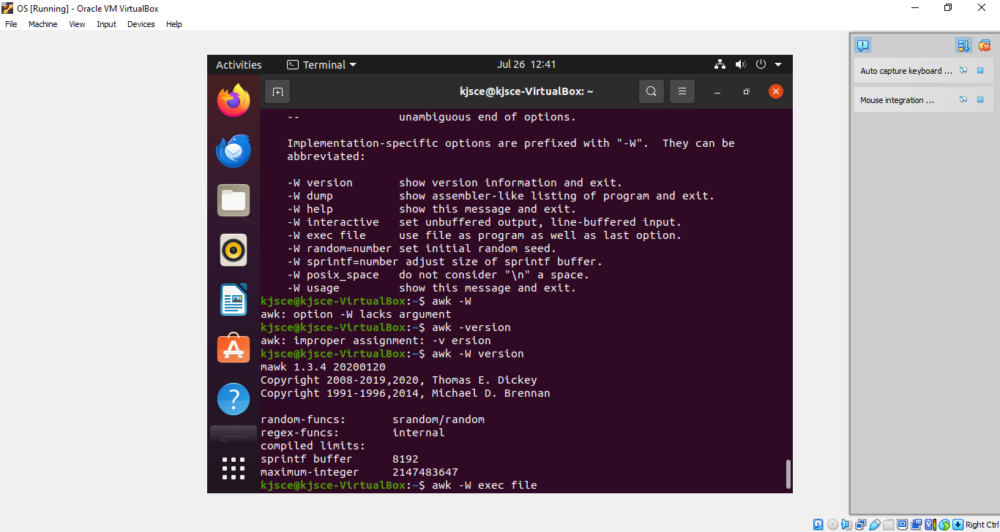 OS [Running] - Oracle VM VirtualBox
File Machine View Input Devices Help
Activities Terminal Jul 26 12:41
kjsce@kjsce-VirtualBox: ~
Auto capture keyboard ...
Mouse integration ...
-- unambiguous end of options.
Implementation-specific options are prefixed with "-W". They can be
abbreviated:
-W version show version information and exit.
-W dump show assembler-like listing of program and exit.
-W help show this message and exit.
-W interactive set unbuffered output, line-buffered input.
-W exec file use file as program as well as last option.
-W random=number set initial random seed.
-W sprintf=number adjust size of sprintf buffer.
-W posix_space do not consider "\n" a space.
-W usage show this message and exit.
kjsce@kjsce-VirtualBox:~$ awk -W
awk: option -W lacks argument
kjsce@kjsce-VirtualBox:~$ awk -version
awk: improper assignment: -v ersion
kjsce@kjsce-VirtualBox:~$ awk -W version
mawk 1.3.4 20200120
Copyright 2008-2019,2020, Thomas E. Dickey
Copyright 1991-1996,2014, Michael D. Brennan
random-funcs: srandom/random
regex-funcs: internal
compiled limits:
sprintf buffer 8192
maximum-integer 2147483647
kjsce@kjsce-VirtualBox:~$ awk -W exec file
Right Ctrl